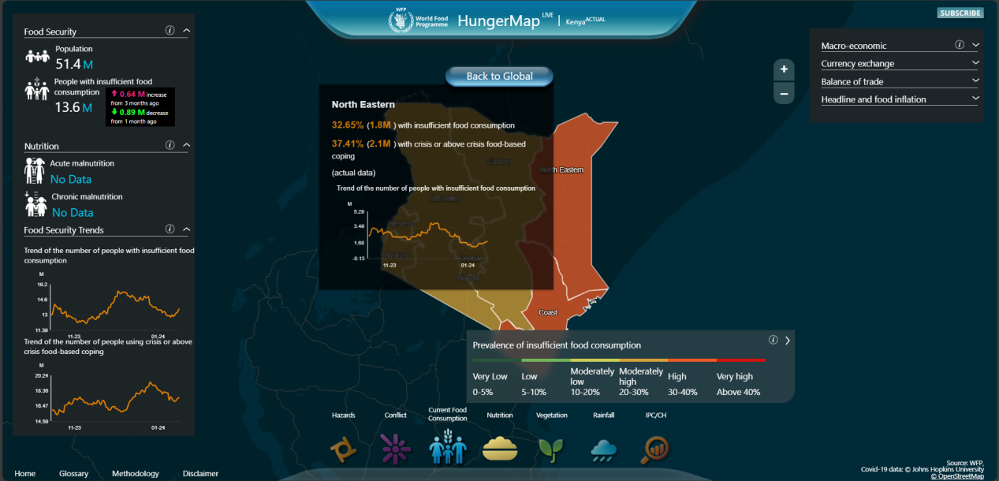 WFP
World Food
Programme
HungerMap LIVE | Kenya ACTUAL
SUBSCRIBE
Food Security
Population
51.4 M
People with insufficient food
consumption
13.6 M
0.64 M increase
from 3 months ago
0.89 M decrease
from 1 month ago
Nutrition
Acute malnutrition
No Data
Chronic malnutrition
No Data
Food Security Trends
Trend of the number of people with insufficient food
consumption
M
16.2
14.6
13
11.39
11-23
01-24
Trend of the number of people using crisis or above
crisis food-based coping
M
20.24
18.36
16.47
14.59
11-23
01-24
Back to Global
North Eastern
32.65% (1.8M ) with insufficient food consumption
37.41% (2.1M ) with crisis or above crisis food-based
coping
(actual data)
Trend of the number of people with insufficient food consumption
M
5.29
3.49
1.68
-0.13
11-23
01-24
Eastern
Rift Valley
Western
Nyanza
Central
Nairobi
North Eastern
Coast
+
−
Macro-economic
Currency exchange
Balance of trade
Headline and food inflation
Prevalence of insufficient food consumption
Very Low
0-5%
Low
5-10%
Moderately
low
10-20%
Moderately
high
20-30%
High
30-40%
Very high
Above 40%
Hazards
Conflict
Current Food
Consumption
Nutrition
Vegetation
Rainfall
IPC/CH
Home
Glossary
Methodology
Disclaimer
Source: WFP,
Covid-19 data: © Johns Hopkins University
© OpenStreetMap